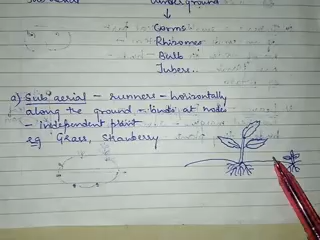 underground
Corms
Rhizomes
Bulb
Tubers.
a) Sub aerial - runners - horizontally
along the ground - buds at nodes
- Independent plant
eg Grass, Strawberry